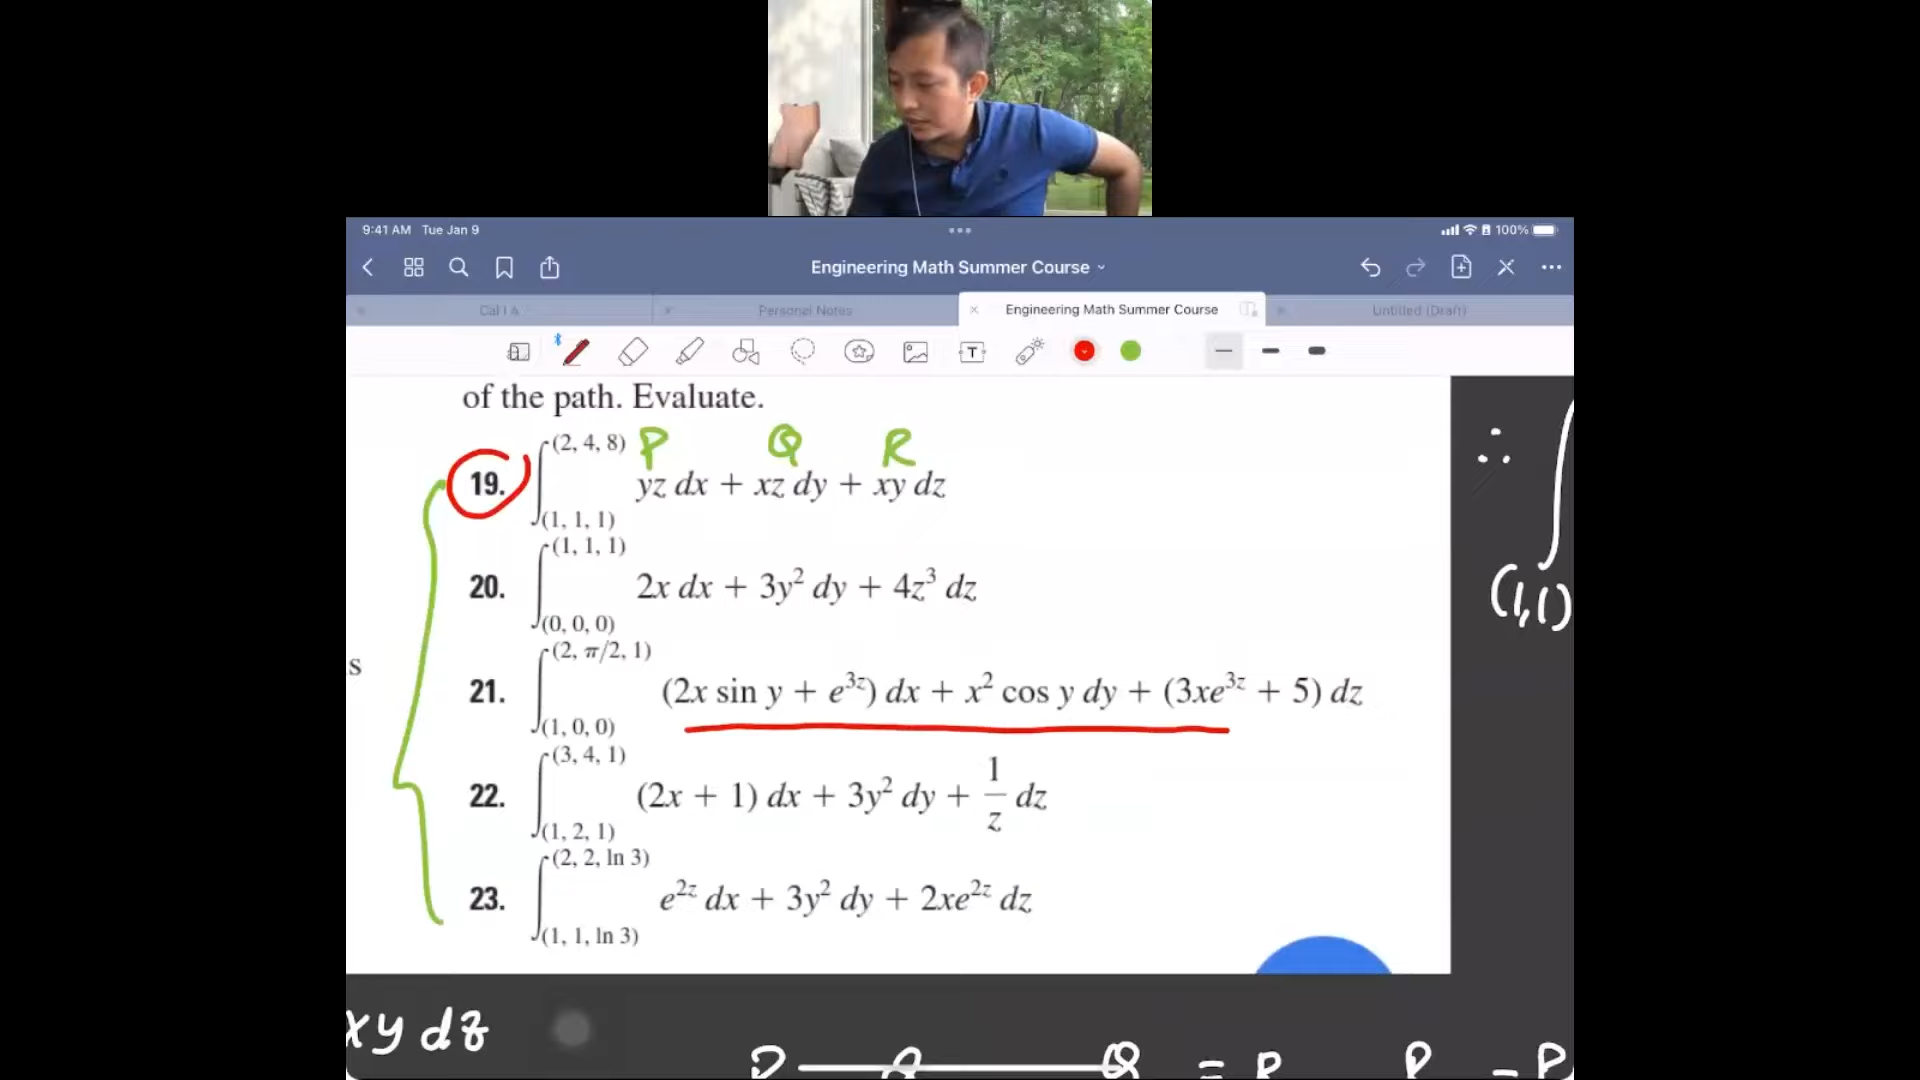 9:41 AM Tue Jan 9
100%
Engineering Math Summer Course
Cal I A
Personal Notes
Engineering Math Summer Course
Untitled (Draft)
T
of the path. Evaluate.
P Q R
19. ∫_{(1, 1, 1)}^{(2, 4, 8)} yz dx + xz dy + xy dz
20. ∫_{(0, 0, 0)}^{(1, 1, 1)} 2x dx + 3y² dy + 4z³ dz
21. ∫_{(1, 0, 0)}^{(2, π/2, 1)} (2x sin y + e^{3z}) dx + x² cos y dy + (3xe^{3z} + 5) dz
22. ∫_{(1, 2, 1)}^{(3, 4, 1)} (2x + 1) dx + 3y² dy + 1/z dz
23. ∫_{(1, 1, ln 3)}^{(2, 2, ln 3)} e^{2z} dx + 3y² dy + 2xe^{2z} dz
s
∴ ∫
(1,1)
xy dz